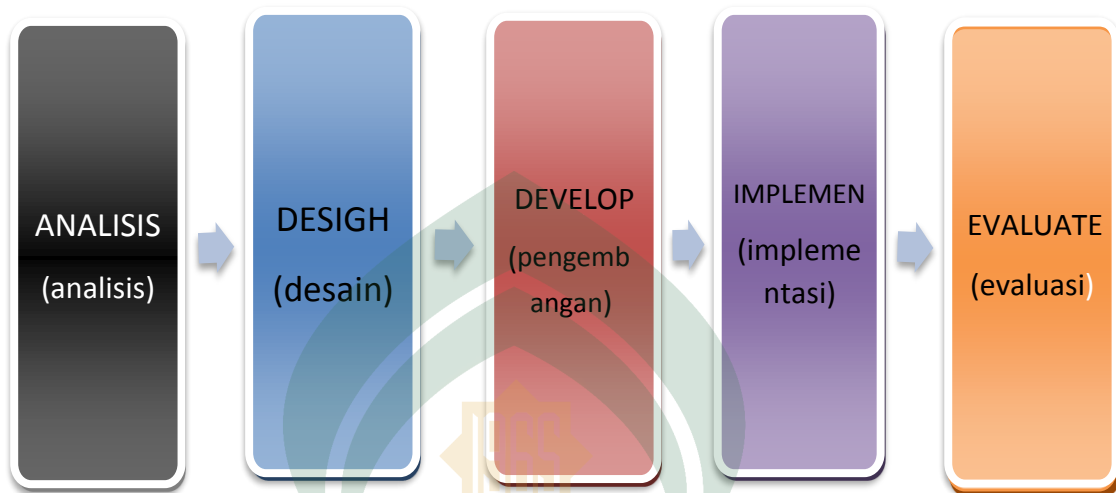 ANALISIS
(analisis)
DESIGH
(desain)
DEVELOP
(pengemb
angan)
IMPLEMEN
(impleme
ntasi)
EVALUATE
(evaluasi)